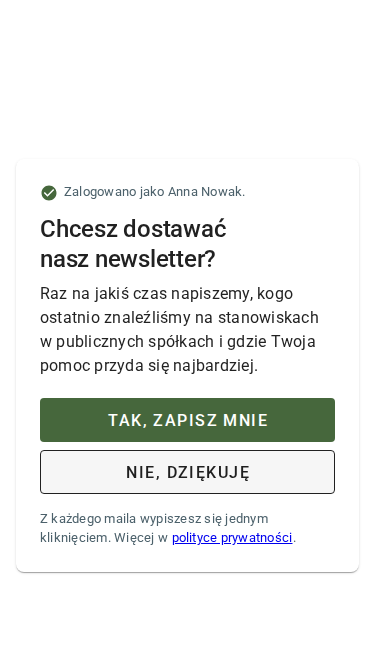 Zalogowano jako Anna Nowak.
Chcesz dostawać
nasz newsletter?
Raz na jakiś czas napiszemy, kogo
ostatnio znaleźliśmy na stanowiskach
w publicznych spółkach i gdzie Twoja
pomoc przyda się najbardziej.
TAK, ZAPISZ MNIE
NIE, DZIĘKUJĘ
Z każdego maila wypiszesz się jednym
kliknięciem. Więcej w polityce prywatności.